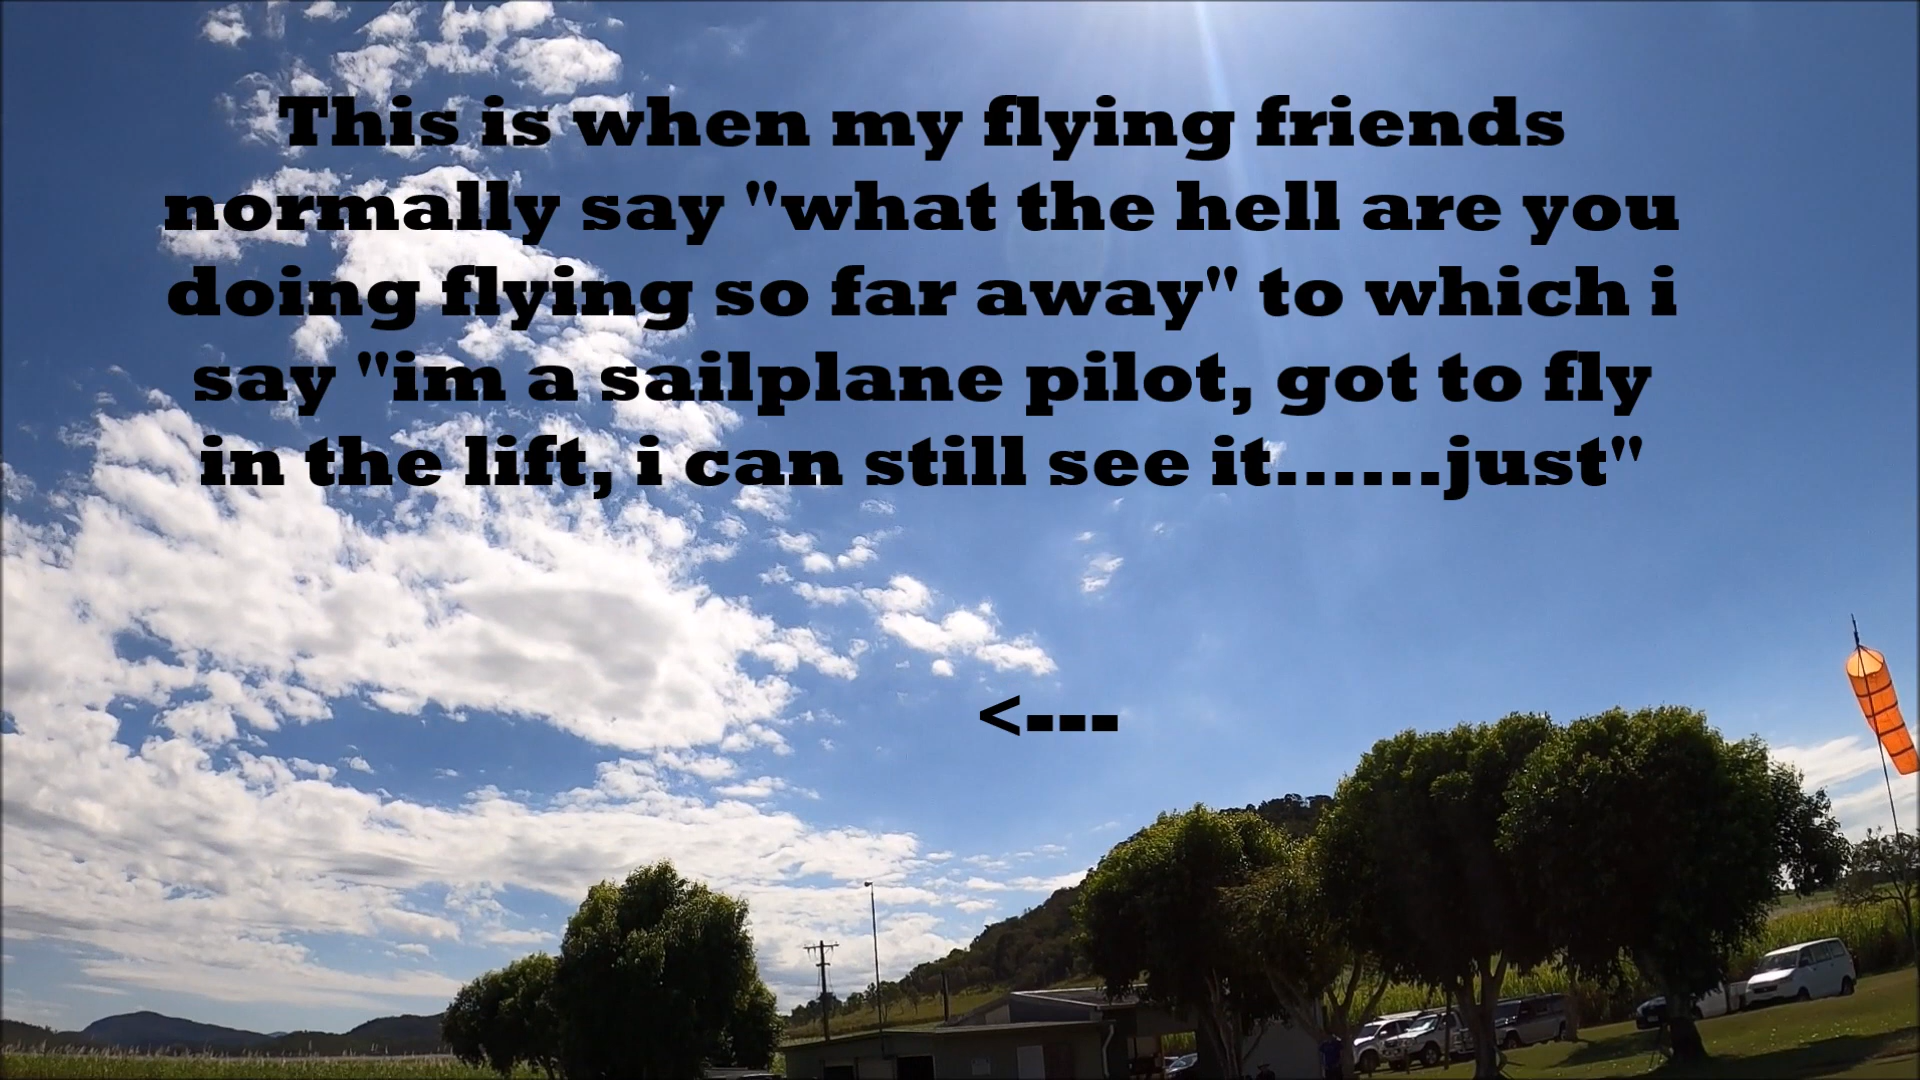 This is when my flying friends
normally say "what the hell are you
doing flying so far away" to which i
say "im a sailplane pilot, got to fly
in the lift, i can still see it......just"
<---